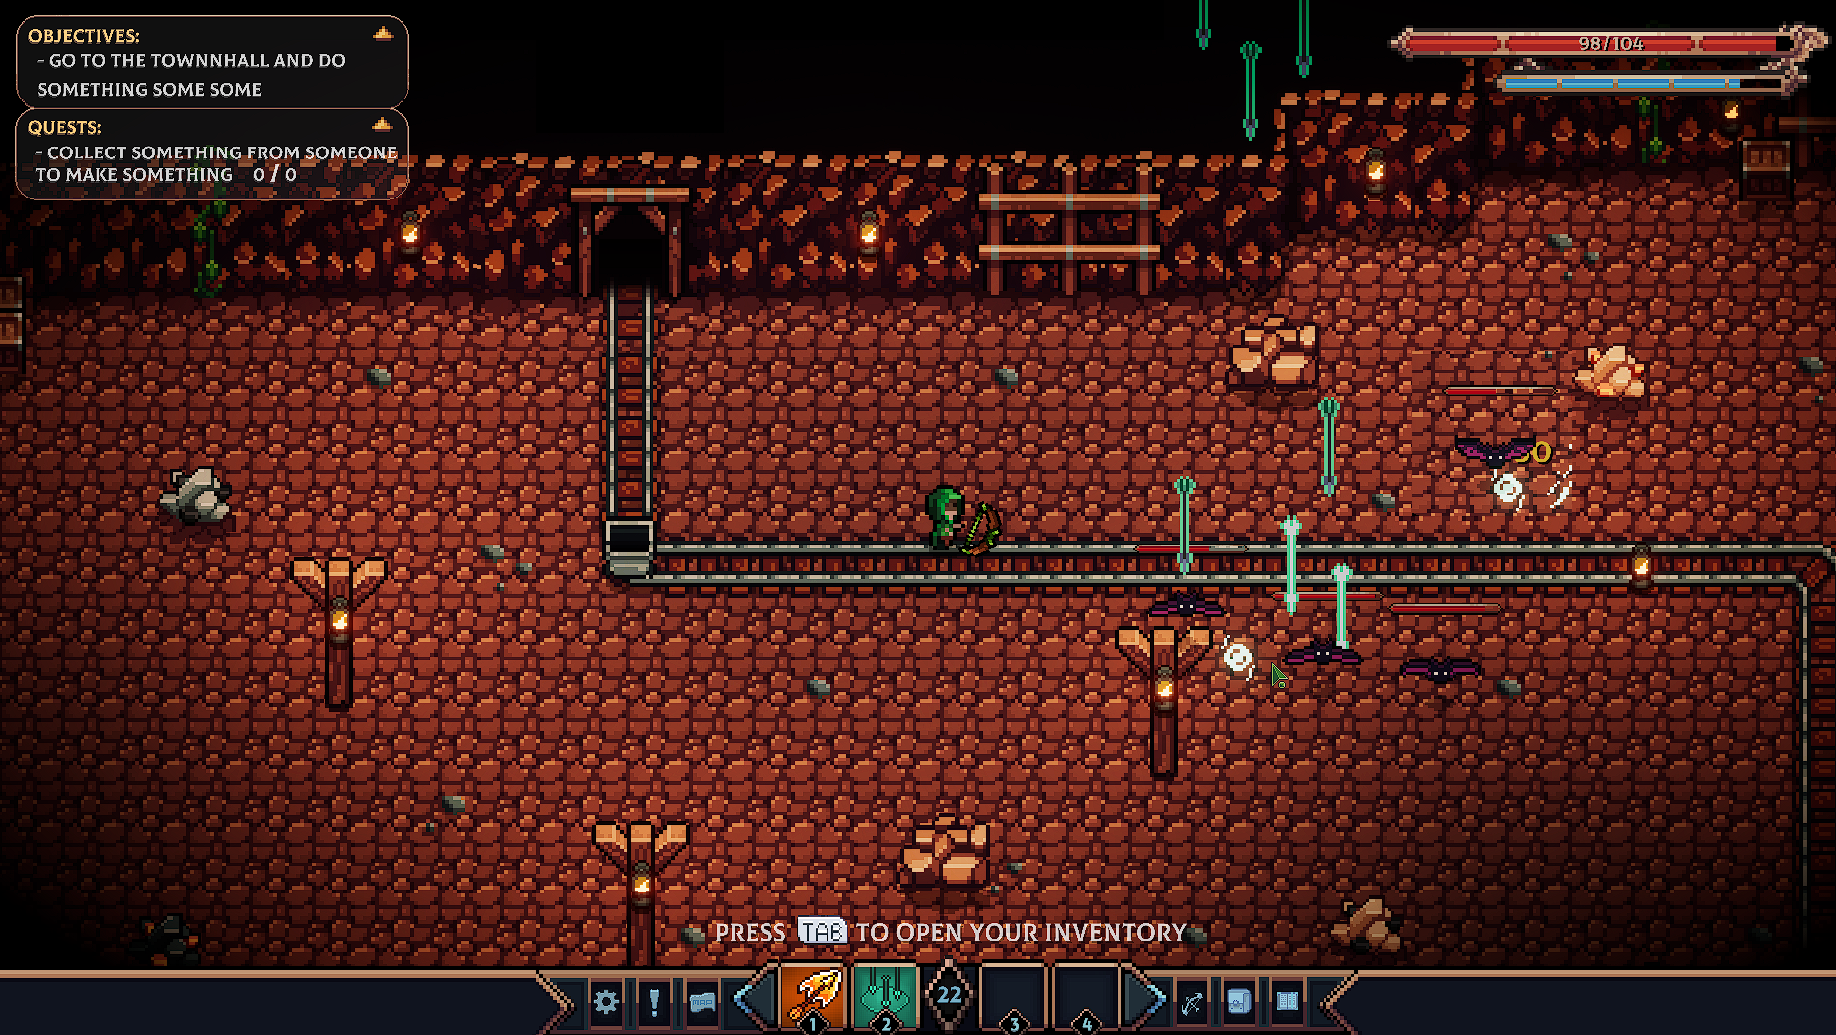 OBJECTIVES:
- GO TO THE TOWNNHALL AND DO
SOMETHING SOME SOME
QUESTS:
- COLLECT SOMETHING FROM SOMEONE
TO MAKE SOMETHING 0 / 0
98/104
PRESS TAB TO OPEN YOUR INVENTORY
MAP
22
1
2
3
4